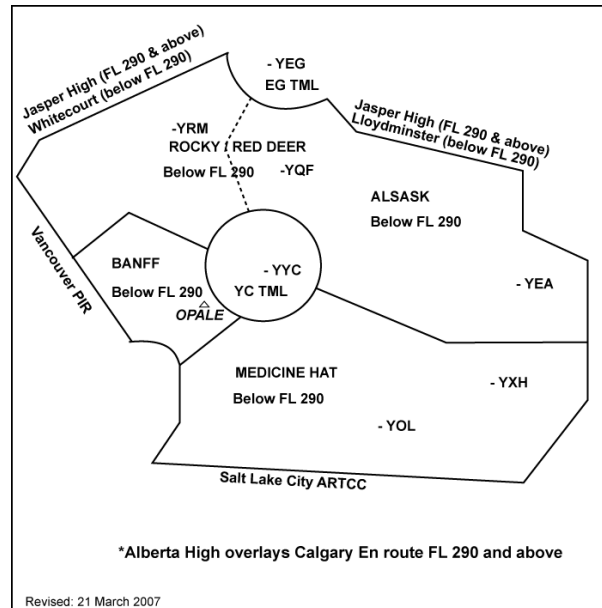 - YEG
EG TML
Jasper High (FL 290 & above)
Whitecourt (below FL 290)
Jasper High (FL 290 & above)
Lloydminster (below FL 290)
-YRM
ROCKY / RED DEER
Below FL 290
-YQF
ALSASK
Below FL 290
Vancouver PIR
BANFF
Below FL 290
OPALE
- YYC
YC TML
- YEA
MEDICINE HAT
Below FL 290
- YXH
- YOL
Salt Lake City ARTCC
*Alberta High overlays Calgary En route FL 290 and above
Revised: 21 March 2007